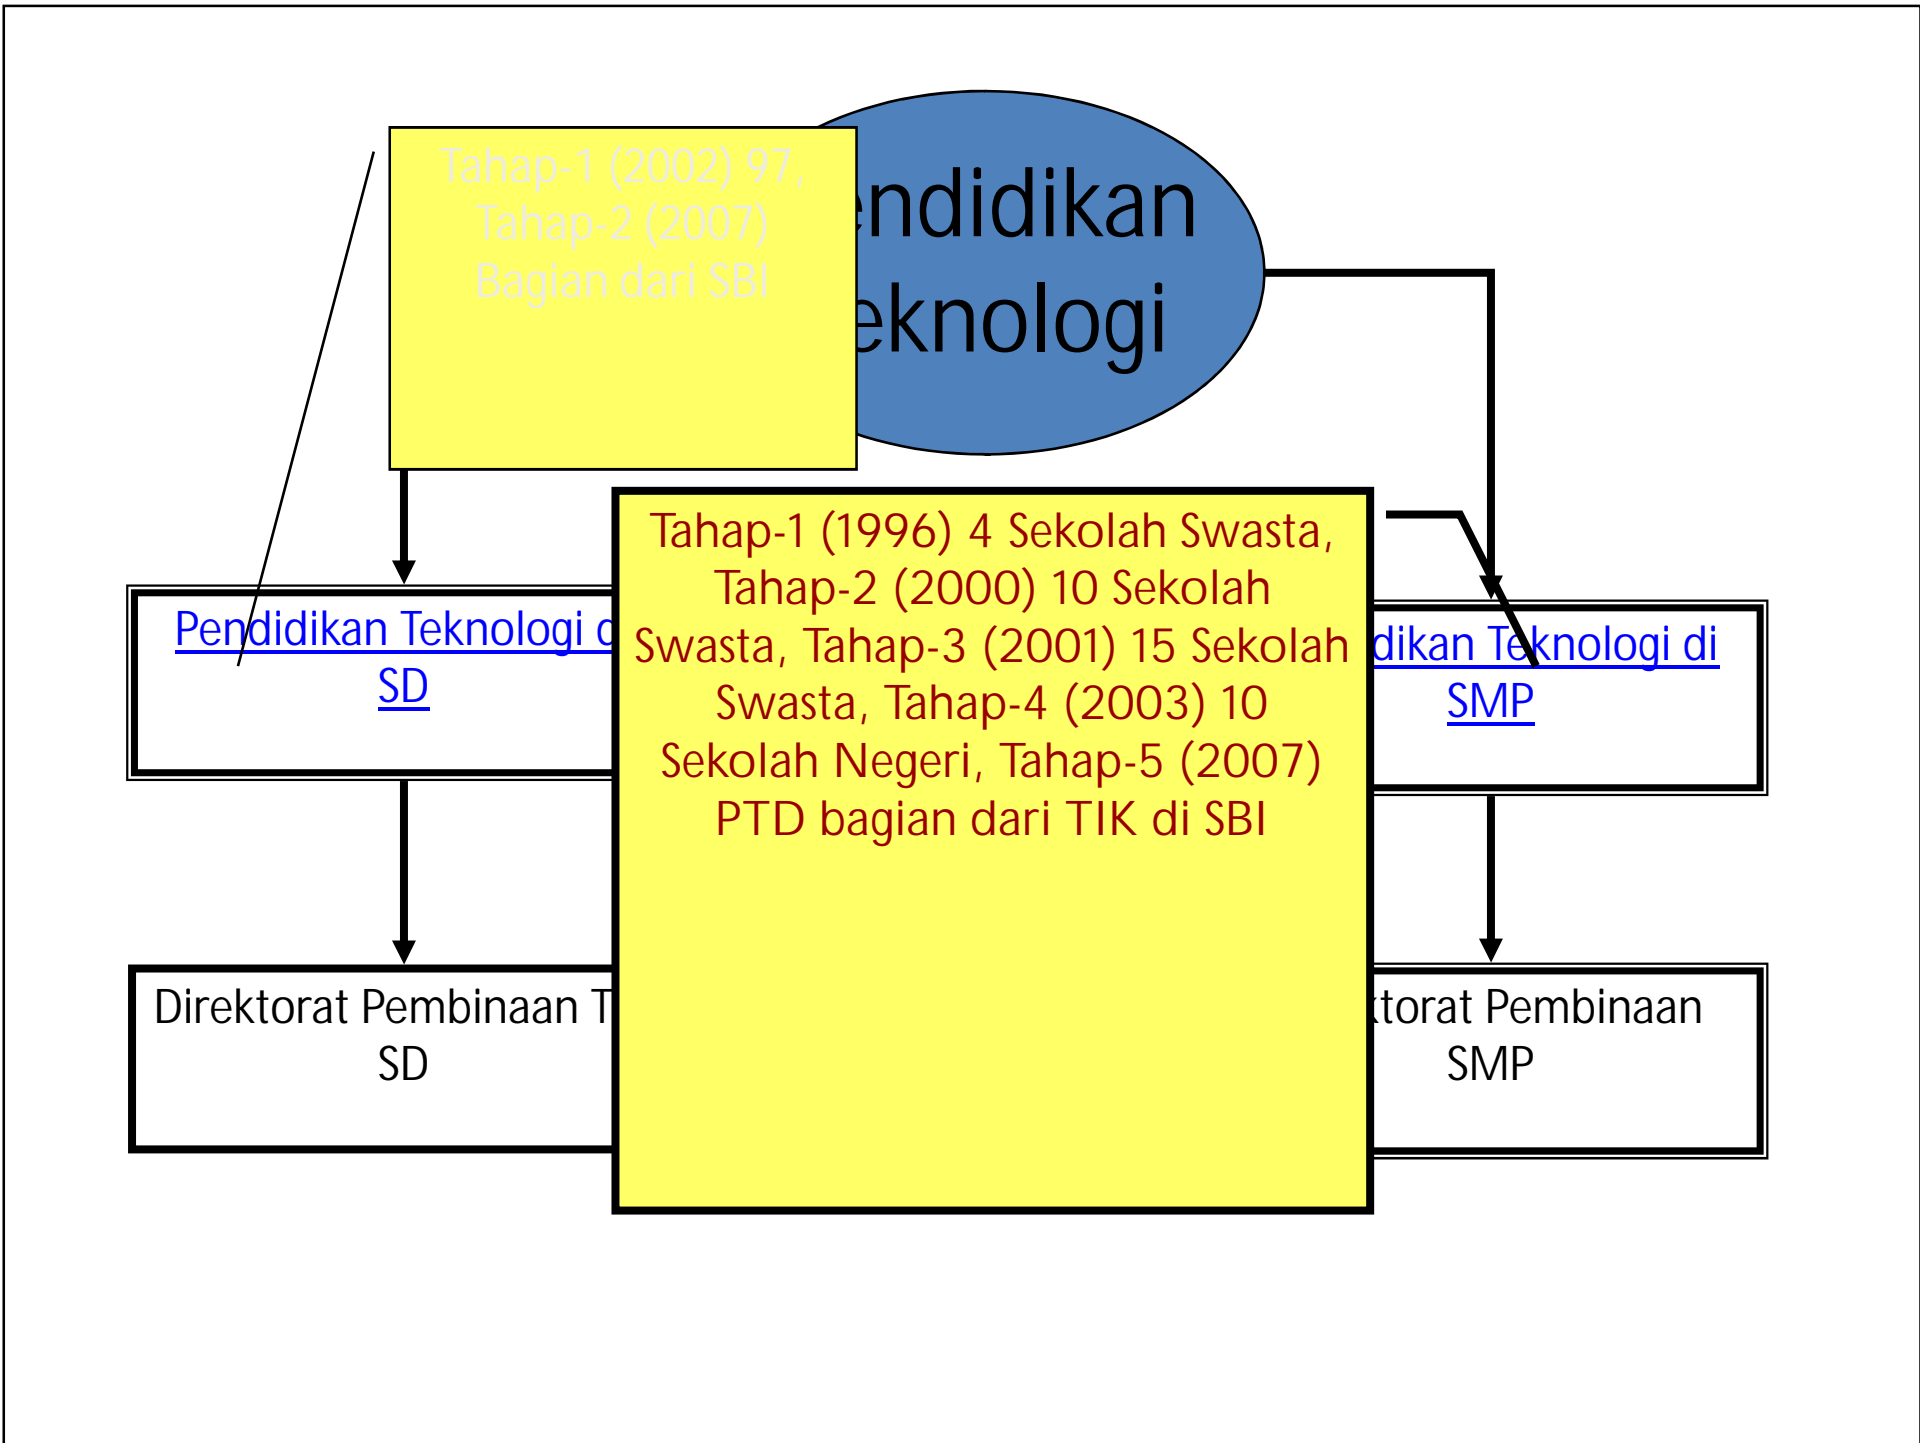 Tahap-1 (2002) 97,
Tahap-2 (2007)
Bagian dari SBI
endidikan
eknologi
Tahap-1 (1996) 4 Sekolah Swasta,
Tahap-2 (2000) 10 Sekolah
Swasta, Tahap-3 (2001) 15 Sekolah
Swasta, Tahap-4 (2003) 10
Sekolah Negeri, Tahap-5 (2007)
PTD bagian dari TIK di SBI
Pendidikan Teknologi d
SD
dikan Teknologi di
SMP
Direktorat Pembinaan T
SD
torat Pembinaan
SMP